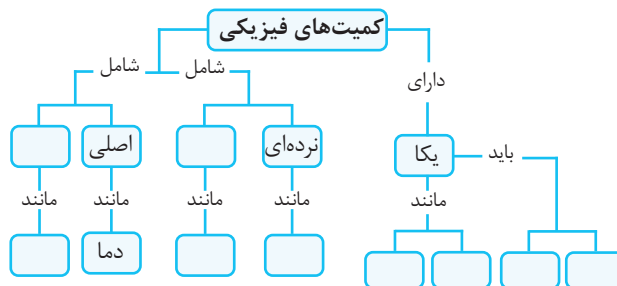 کمیت‌های فیزیکی
دارای
شامل
شامل
نرده‌ای
اصلی
باید
یکا
مانند
مانند
مانند
مانند
مانند
دما